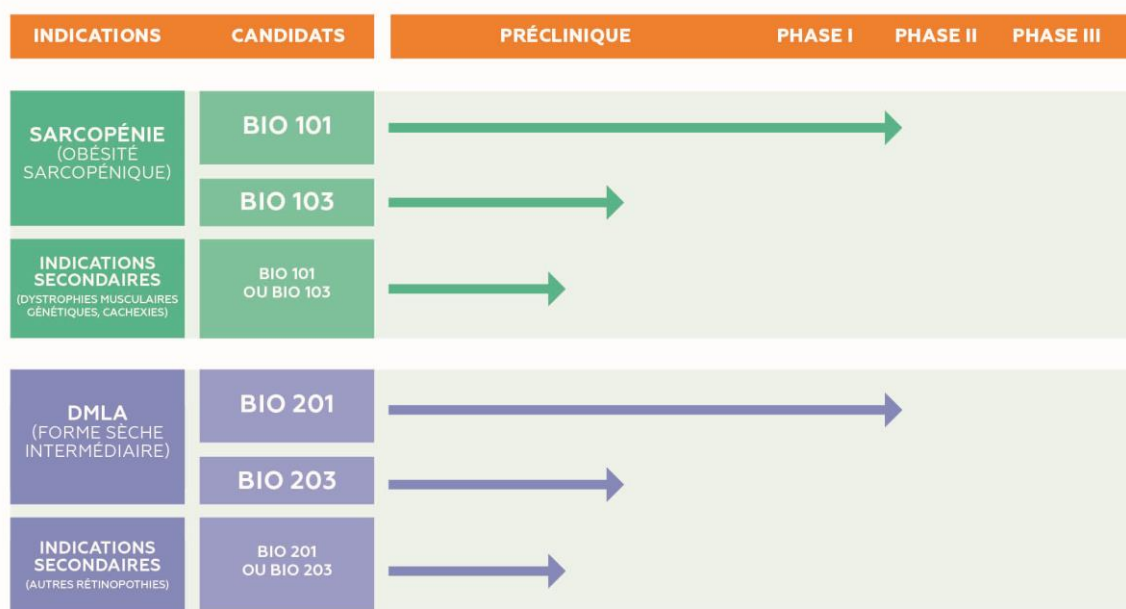 INDICATIONS CANDIDATS PRÉCLINIQUE PHASE I PHASE II PHASE III
SARCOPÉNIE
(OBÉSITÉ
SARCOPÉNIQUE)
BIO 101
BIO 103
INDICATIONS
SECONDAIRES
(DYSTROPHIES MUSCULAIRES
GÉNÉTIQUES, CACHEXIES)
BIO 101
OU BIO 103
DMLA
(FORME SÈCHE
INTERMÉDIAIRE)
BIO 201
BIO 203
INDICATIONS
SECONDAIRES
(AUTRES RÉTINOPOTHIES)
BIO 201
OU BIO 203